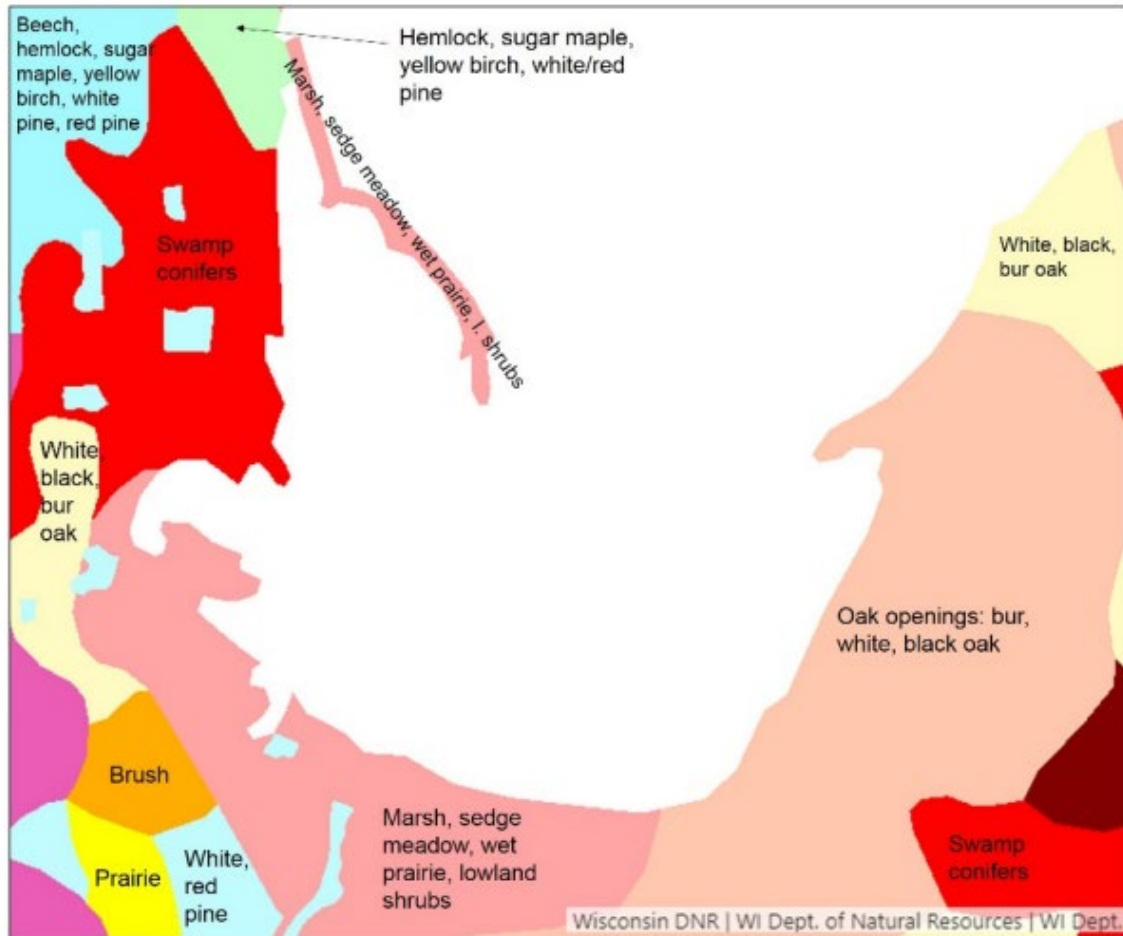 Beech,
hemlock, sugar
maple, yellow
birch, white
pine, red pine
Hemlock, sugar maple,
yellow birch, white/red
pine
Marsh, sedge meadow, wet prairie, l. shrubs
White, black,
bur oak
Swamp
conifers
White,
black,
bur
oak
Oak openings: bur,
white, black oak
Brush
Marsh, sedge
meadow, wet
prairie, lowland
shrubs
Prairie
White,
red
pine
Swamp
conifers
Wisconsin DNR | WI Dept. of Natural Resources | WI Dept.